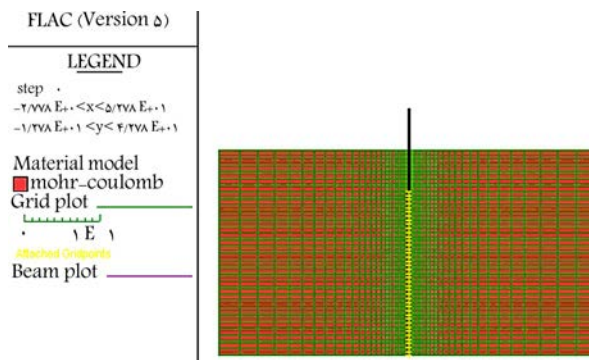 FLAC (Version ۵)
LEGEND
step ۰
-۲/۷۷۸ E+۰<x<۵/۲۷۸ E+۰۱
-۱/۲۷۸ E+۰۱ <y< ۴/۲۷۸ E+۰۱
Material model
mohr-coulomb
Grid plot
۰ ۱ E ۱
Attached Gridpoints
Beam plot